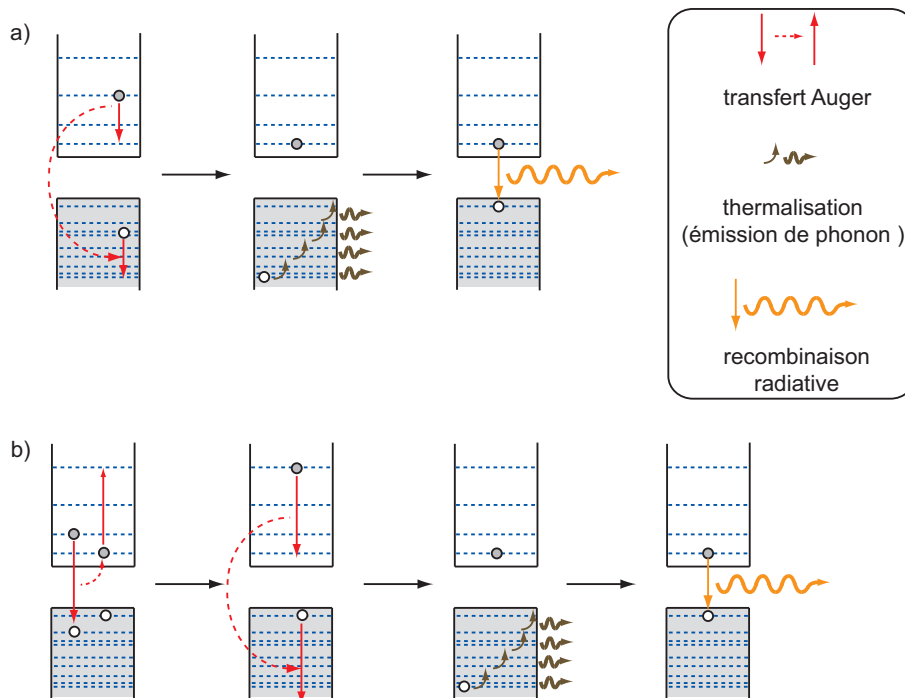 a)
transfert Auger
thermalisation
(émission de phonon )
recombinaison
radiative
b)